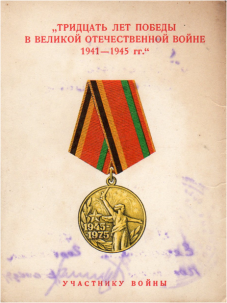 „ТРИДЦАТЬ ЛЕТ ПОБЕДЫ
В ВЕЛИКОЙ ОТЕЧЕСТВЕННОЙ ВОЙНЕ
1941—1945 гг.“
1945
1975
УЧАСТНИКУ ВОЙНЫ